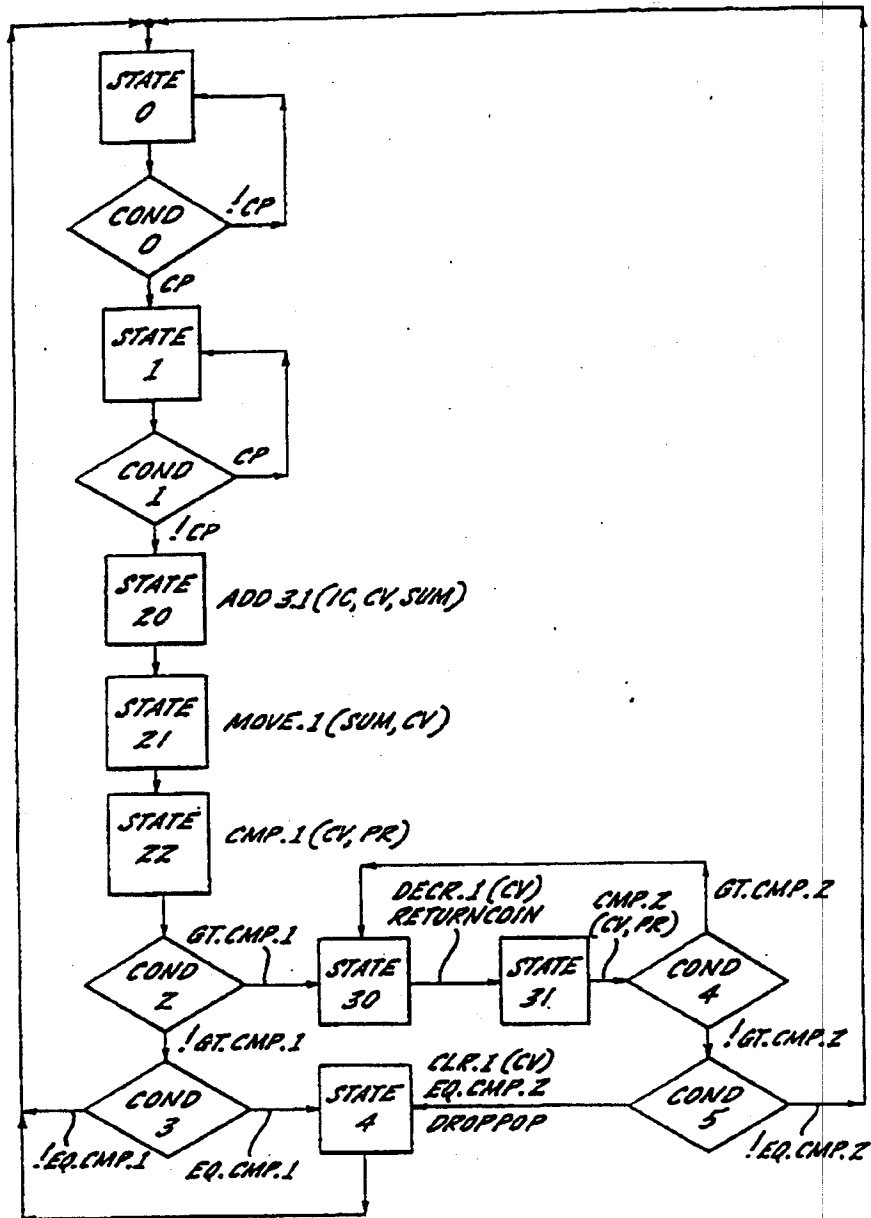 STATE
0
COND
0
!CP
CP
STATE
1
COND
1
CP
!CP
STATE
20
ADD 3.1 (IC, CV, SUM)
STATE
21
MOVE.1 (SUM, CV)
STATE
22
CMP.1 (CV, PR)
COND
2
GT.CMP.1
!GT.CMP.1
STATE
30
DECR.1 (CV)
RETURNCOIN
STATE
31
CMP.2
(CV, PR)
COND
4
GT.CMP.2
!GT.CMP.2
COND
3
!EQ.CMP.1
EQ.CMP.1
STATE
4
CLR.1 (CV)
EQ.CMP.2
DROPPOP
COND
5
!EQ.CMP.2